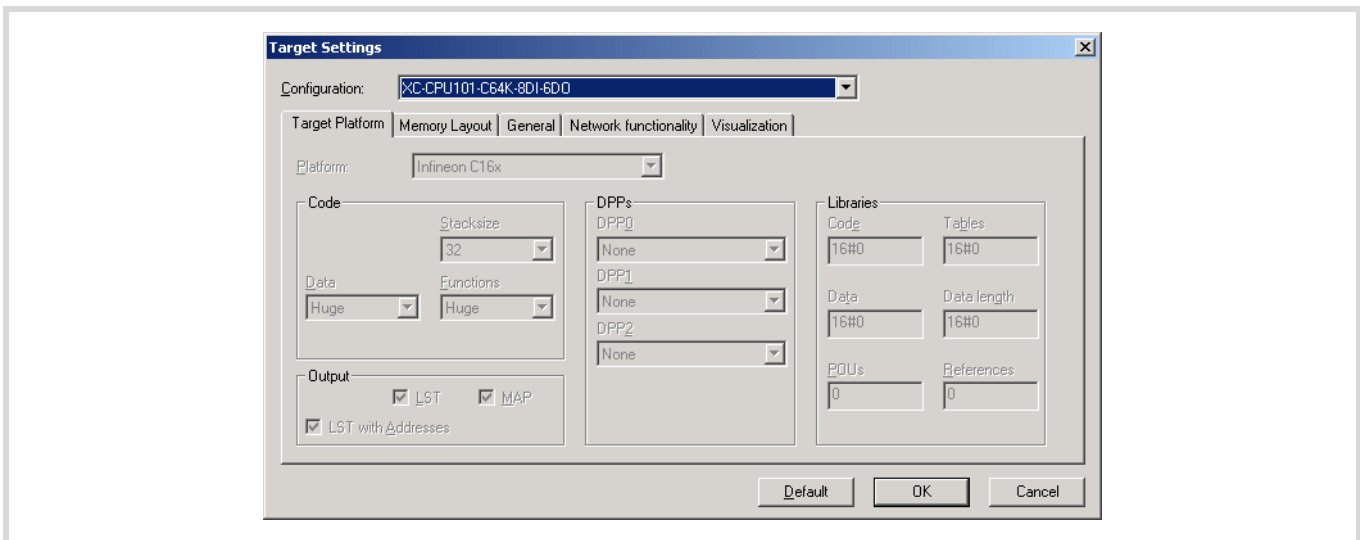 Target Settings
Configuration: XC-CPU101-C64K-8DI-6DO
Target Platform Memory Layout General Network functionality Visualization
Platform: Infineon C16x
Code
Stacksize
32
Data Functions
Huge Huge
Output
LST MAP
LST with Addresses
DPPs
DPP0
None
DPP1
None
DPP2
None
Libraries
Code Tables
16#0 16#0
Data Data length
16#0 16#0
POUs References
0 0
Default OK Cancel